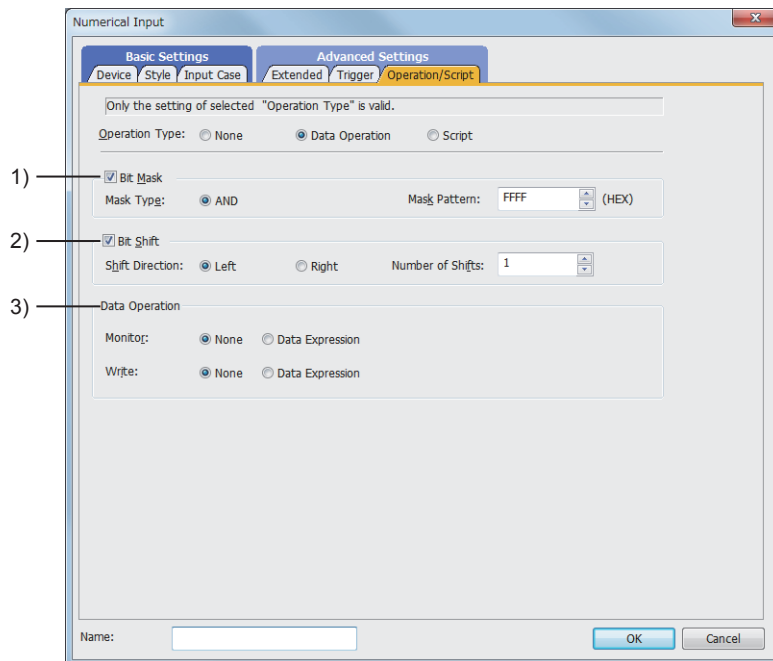 Numerical Input
Basic Settings Advanced Settings
Device Style Input Case Extended Trigger Operation/Script
Only the setting of selected "Operation Type" is valid.
Operation Type: None Data Operation Script
1) Bit Mask
Mask Type: AND Mask Pattern: FFFF (HEX)
2) Bit Shift
Shift Direction: Left Right Number of Shifts: 1
3) Data Operation
Monitor: None Data Expression
Write: None Data Expression
Name: OK Cancel